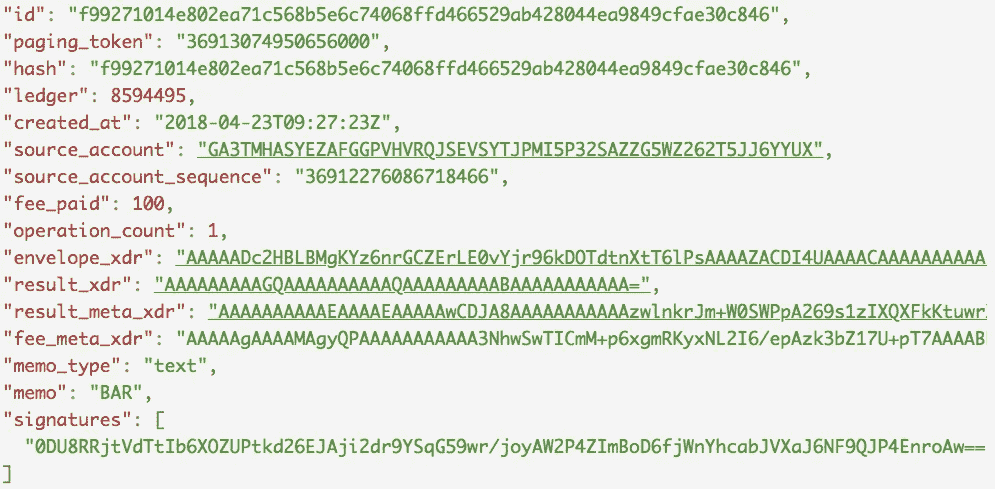 "id": "f99271014e802ea71c568b5e6c74068ffd466529ab428044ea9849cfae30c846",
"paging_token": "36913074950656000",
"hash": "f99271014e802ea71c568b5e6c74068ffd466529ab428044ea9849cfae30c846",
"ledger": 8594495,
"created_at": "2018-04-23T09:27:23Z",
"source_account": "GA3TMHASYEZAFGGPVHVRQJSEVSYTJPMI5P32SAZZG5WZ262T5JJ6YYUX",
"source_account_sequence": "36912276086718466",
"fee_paid": 100,
"operation_count": 1,
"envelope_xdr": "AAAAADc2HBLBMgKYz6nrGCZErLE0vYjr96kDOTdtnXtT6lPsAAAAZACDI4UAAAACAAAAAAAAAA
"result_xdr": "AAAAAAAAAGQAAAAAAAAAAQAAAAAAAAABAAAAAAAAAAA=",
"result_meta_xdr": "AAAAAAAAAAEAAAAEAAAAAwCDJA8AAAAAAAAAAAzwlnkrJm+W0SWPpA269s1zIXQXFkKtuwr
"fee_meta_xdr": "AAAAAgAAAAMAgyQPAAAAAAAAAAA3NhwSwTICmM+p6xgmRKyxNL2I6/epAzk3bZ17U+pT7AAAAB
"memo_type": "text",
"memo": "BAR",
"signatures": [
"0DU8RRjtVdTtIb6XOZUPtkd26EJAji2dr9YSqG59wr/joyAW2P4ZImBoD6fjWnYhcabJVXaJ6NF9QJP4EnroAw==
]